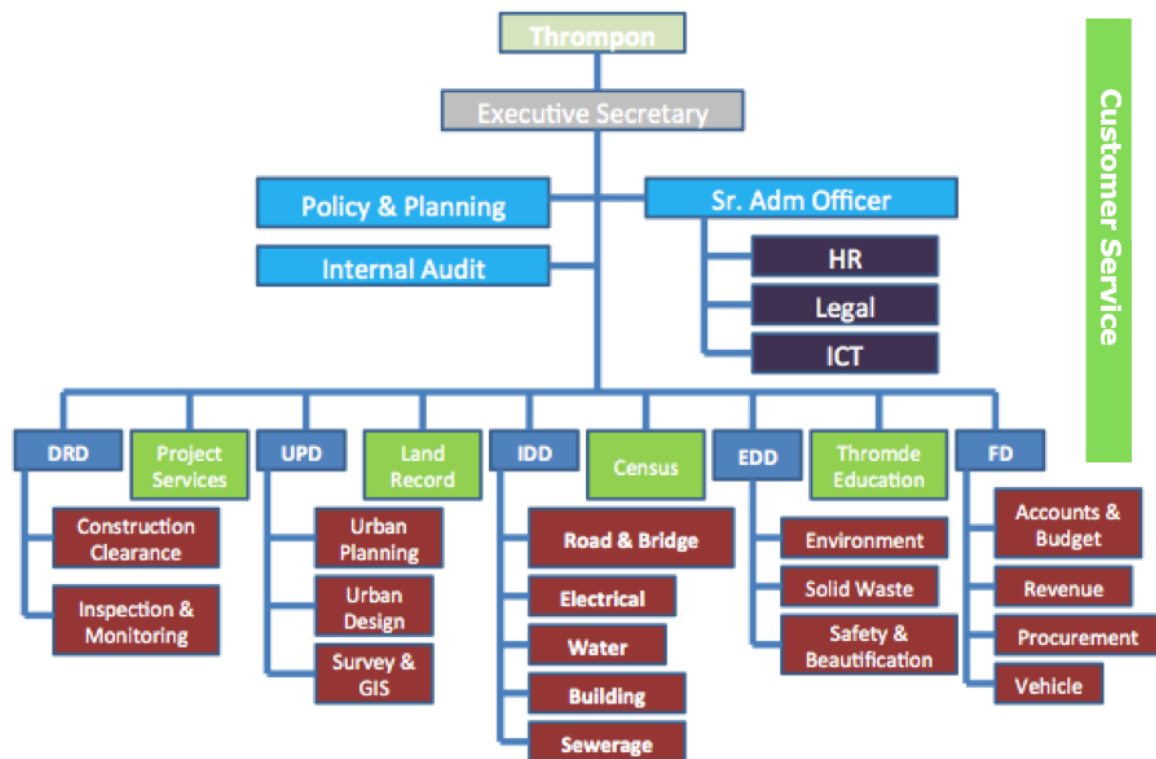 Thrompon
Executive Secretary
Policy & Planning
Sr. Adm Officer
Internal Audit
HR
Legal
ICT
Customer Service
DRD
Project
Services
UPD
Land
Record
IDD
Census
EDD
Thromde
Education
FD
Construction
Clearance
Inspection &
Monitoring
Urban
Planning
Urban
Design
Survey &
GIS
Road & Bridge
Electrical
Water
Building
Sewerage
Environment
Solid Waste
Safety &
Beautification
Accounts &
Budget
Revenue
Procurement
Vehicle